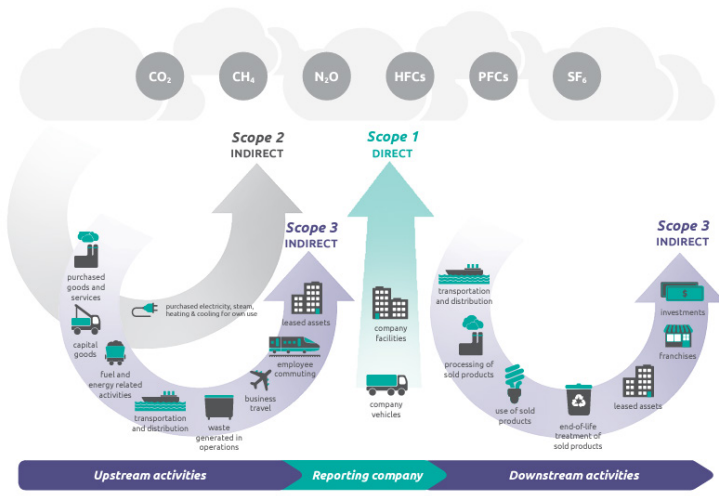 CO₂
CH₄
N₂O
HFCs
PFCs
SF₆
Scope 2
INDIRECT
Scope 1
DIRECT
Scope 3
INDIRECT
Scope 3
INDIRECT
purchased
goods and
services
capital
goods
fuel and
energy related
activities
transportation
and distribution
waste
generated in
operations
business
travel
employee
commuting
leased assets
purchased electricity, steam,
heating & cooling for own use
company
facilities
company
vehicles
transportation
and distribution
processing of
sold products
use of sold
products
end-of-life
treatment of
sold products
leased assets
franchises
$
investments
Upstream activities
Reporting company
Downstream activities